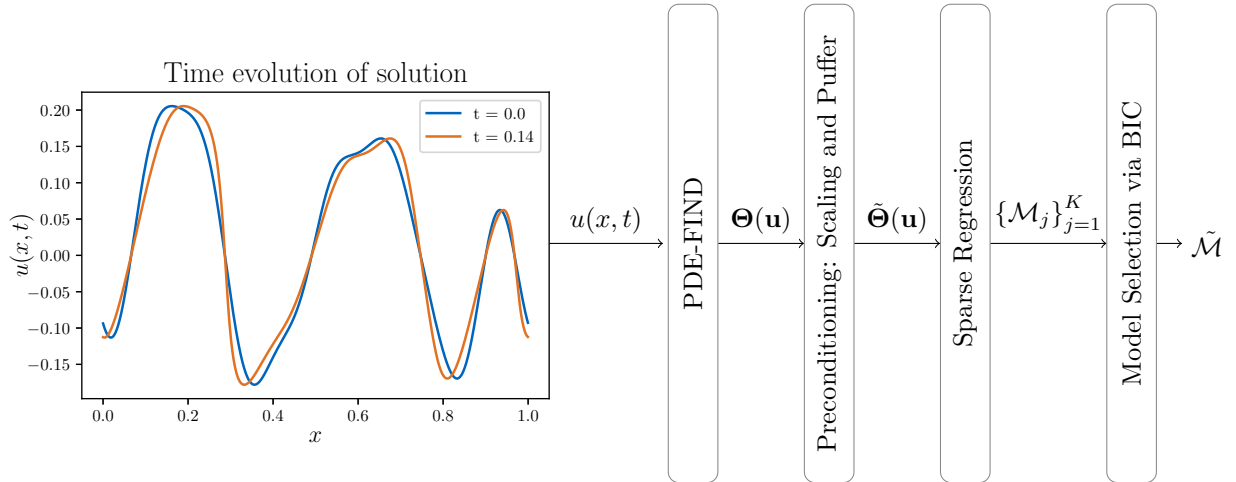 Time evolution of solution
t = 0.0
t = 0.14
0.20
0.15
0.10
0.05
0.00
−0.05
−0.10
−0.15
u(x, t)
0.0 0.2 0.4 0.6 0.8 1.0
x
u(x, t)
PDE-FIND
Θ(u)
Preconditioning: Scaling and Puffer
Θ̃(u)
Sparse Regression
{ℳ_j}_{j=1}^K
Model Selection via BIC
ℳ̃